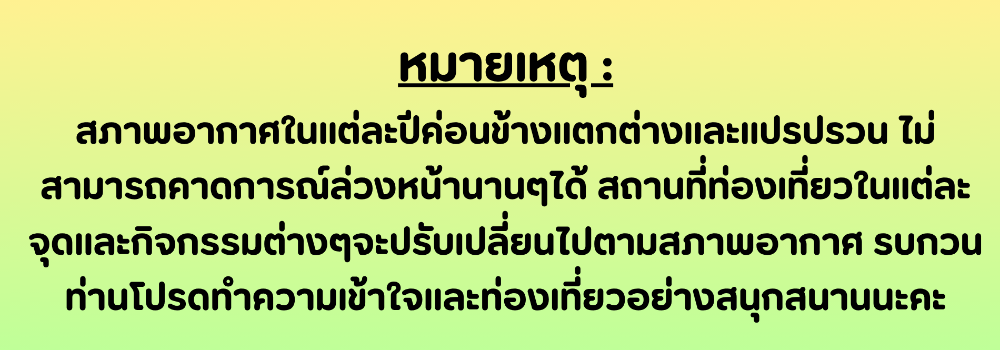 หมายเหตุ :
สภาพอากาศในแต่ละปีค่อนข้างแตกต่างและแปรปรวน ไม่
สามารถคาดการณ์ล่วงหน้านานๆได้ สถานที่ท่องเที่ยวในแต่ละ
จุดและกิจกรรมต่างๆจะปรับเปลี่ยนไปตามสภาพอากาศ รบกวน
ท่านโปรดทำความเข้าใจและท่องเที่ยวอย่างสนุกสนานนะคะ